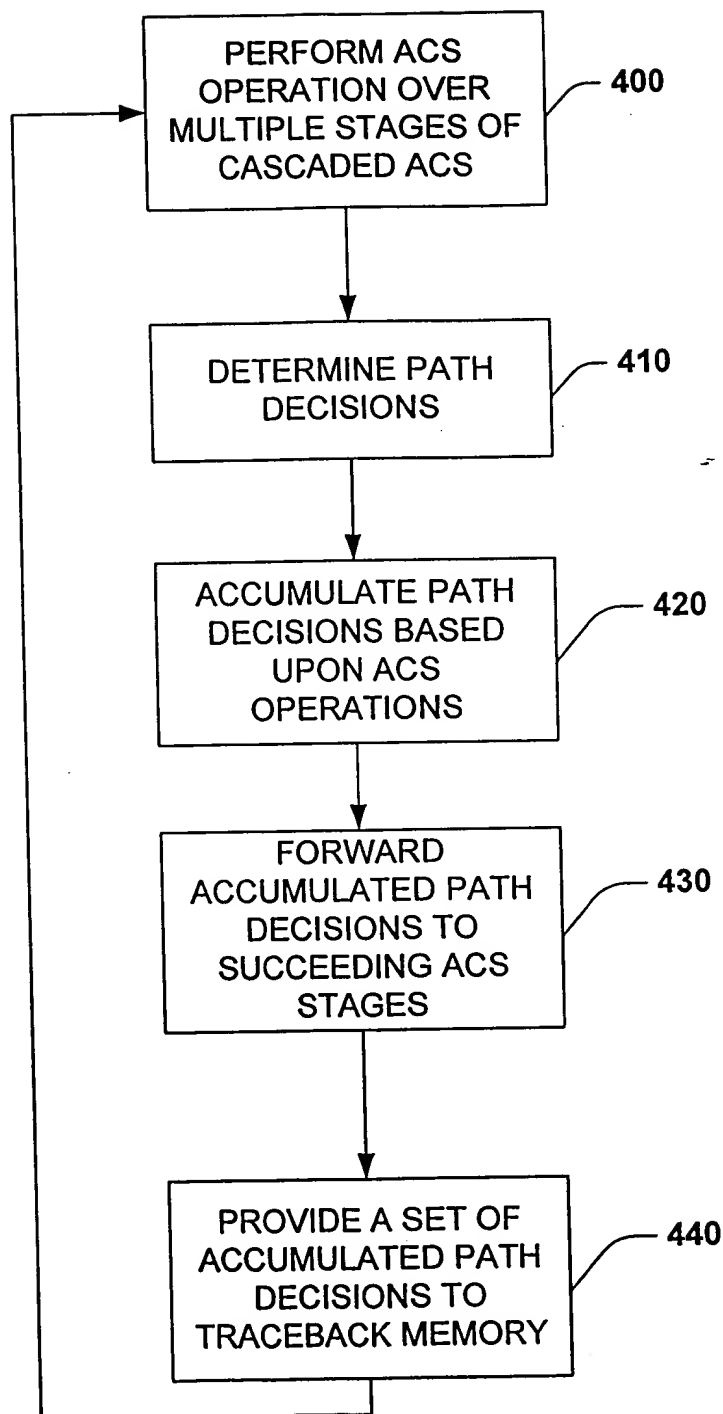 PERFORM ACS
OPERATION OVER
MULTIPLE STAGES OF
CASCADED ACS
400
DETERMINE PATH
DECISIONS
410
ACCUMULATE PATH
DECISIONS BASED
UPON ACS
OPERATIONS
420
FORWARD
ACCUMULATED PATH
DECISIONS TO
SUCCEEDING ACS
STAGES
430
PROVIDE A SET OF
ACCUMULATED PATH
DECISIONS TO
TRACEBACK MEMORY
440